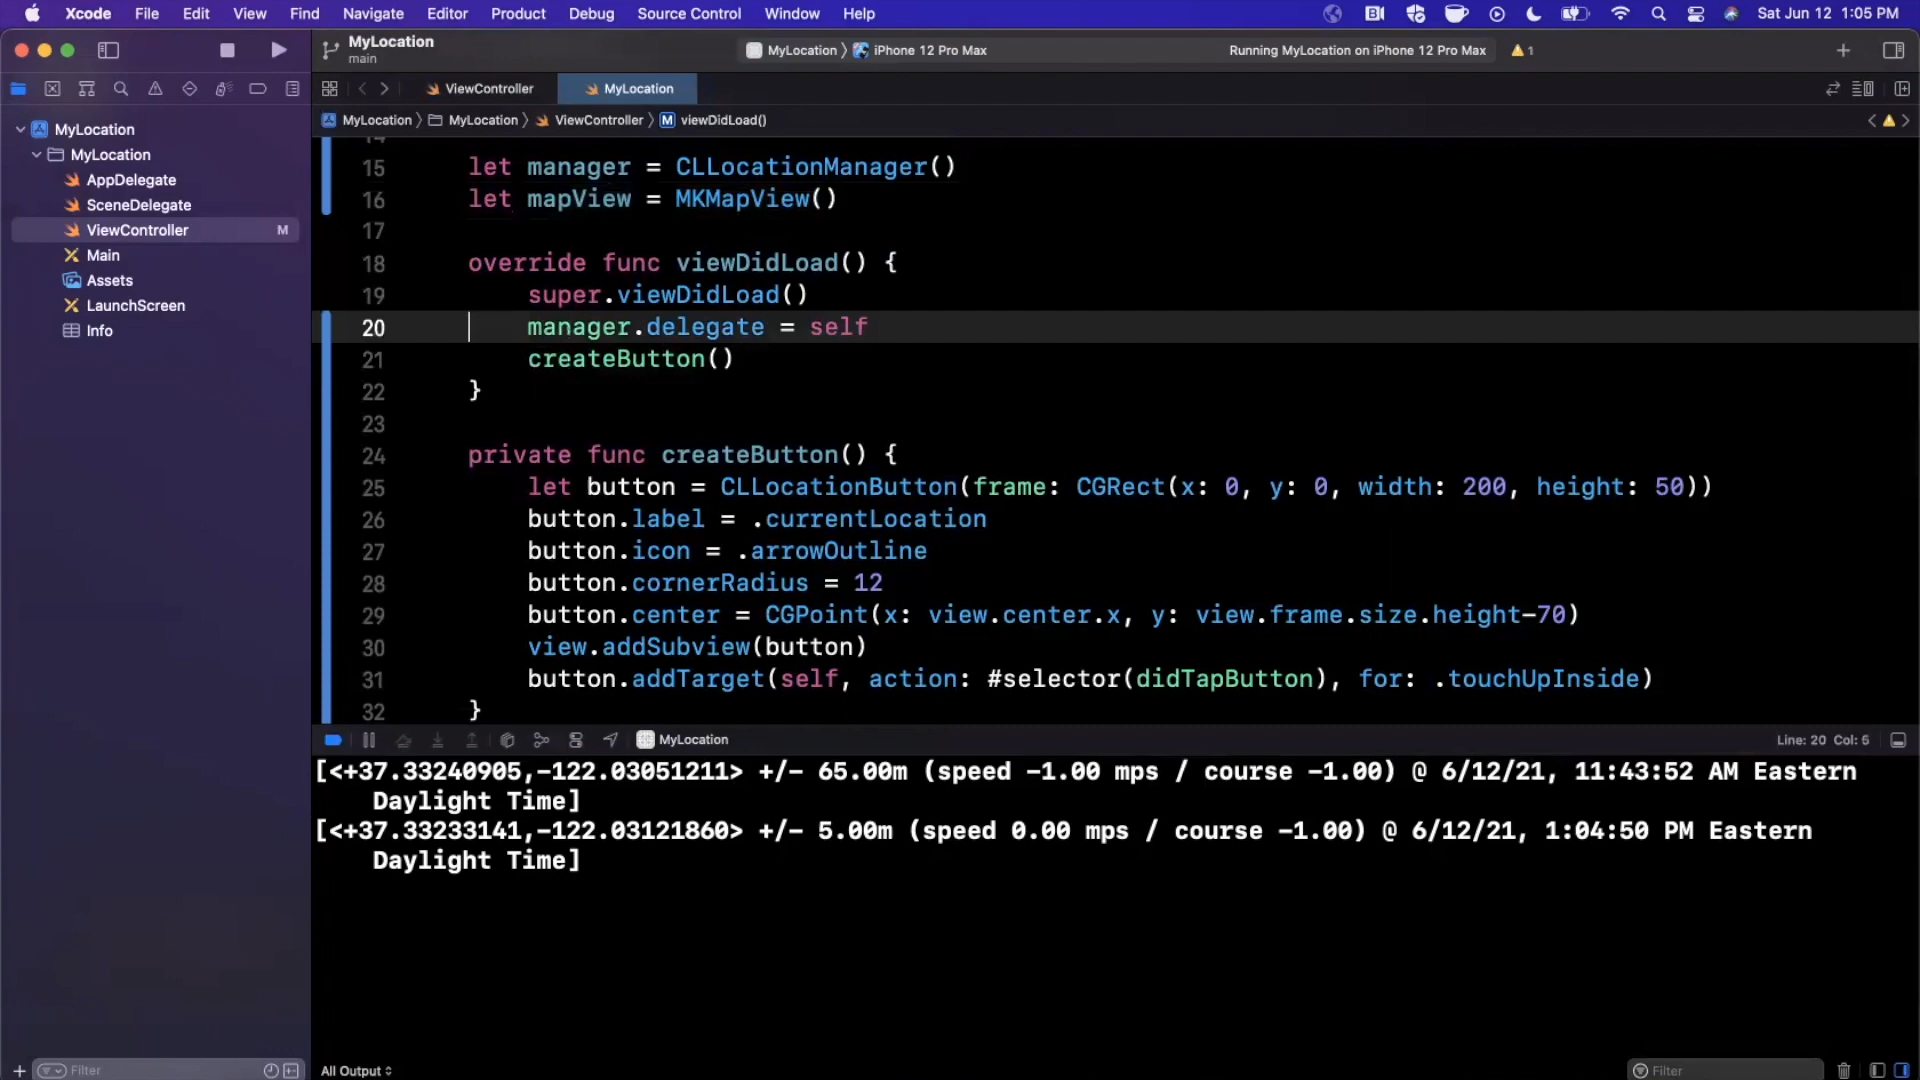 Xcode File Edit View Find Navigate Editor Product Debug Source Control Window Help Sat Jun 12 1:05 PM
MyLocation
main
MyLocation iPhone 12 Pro Max Running MyLocation on iPhone 12 Pro Max 1
ViewController MyLocation
MyLocation MyLocation ViewController M viewDidLoad()
MyLocation
MyLocation
AppDelegate
SceneDelegate
ViewController M
Main
Assets
LaunchScreen
Info
14
15 let manager = CLLocationManager()
16 let mapView = MKMapView()
17
18 override func viewDidLoad() {
19 super.viewDidLoad()
20 manager.delegate = self
21 createButton()
22 }
23
24 private func createButton() {
25 let button = CLLocationButton(frame: CGRect(x: 0, y: 0, width: 200, height: 50))
26 button.label = .currentLocation
27 button.icon = .arrowOutline
28 button.cornerRadius = 12
29 button.center = CGPoint(x: view.center.x, y: view.frame.size.height-70)
30 view.addSubview(button)
31 button.addTarget(self, action: #selector(didTapButton), for: .touchUpInside)
32 }
MyLocation Line: 20 Col: 5
[<+37.33240905,-122.03051211> +/- 65.00m (speed -1.00 mps / course -1.00) @ 6/12/21, 11:43:52 AM Eastern
Daylight Time]
[<+37.33233141,-122.03121860> +/- 5.00m (speed 0.00 mps / course -1.00) @ 6/12/21, 1:04:50 PM Eastern
Daylight Time]
Filter All Output Filter